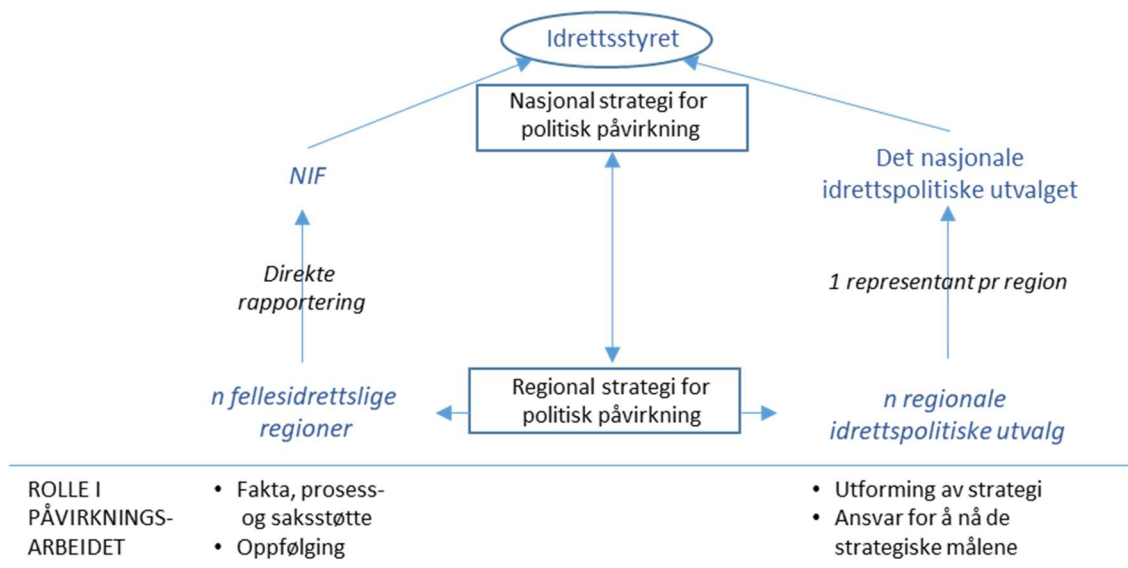 Idrettsstyret
Nasjonal strategi for
politisk påvirkning
NIF
Det nasjonale
idrettspolitiske utvalget
Direkte
rapportering
1 representant pr region
n fellesidrettslige
regioner
Regional strategi for
politisk påvirkning
n regionale
idrettspolitiske utvalg
ROLLE I
PÅVIRKNINGS-
ARBEIDET
• Fakta, prosess-
og saksstøtte
• Oppfølging
• Utforming av strategi
• Ansvar for å nå de
strategiske målene